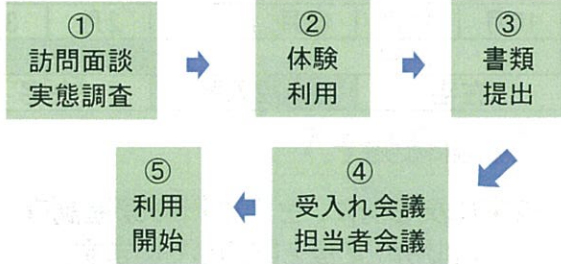 ①
訪問面談
実態調査
②
体験
利用
③
書類
提出
④
受入れ会議
担当者会議
⑤
利用
開始